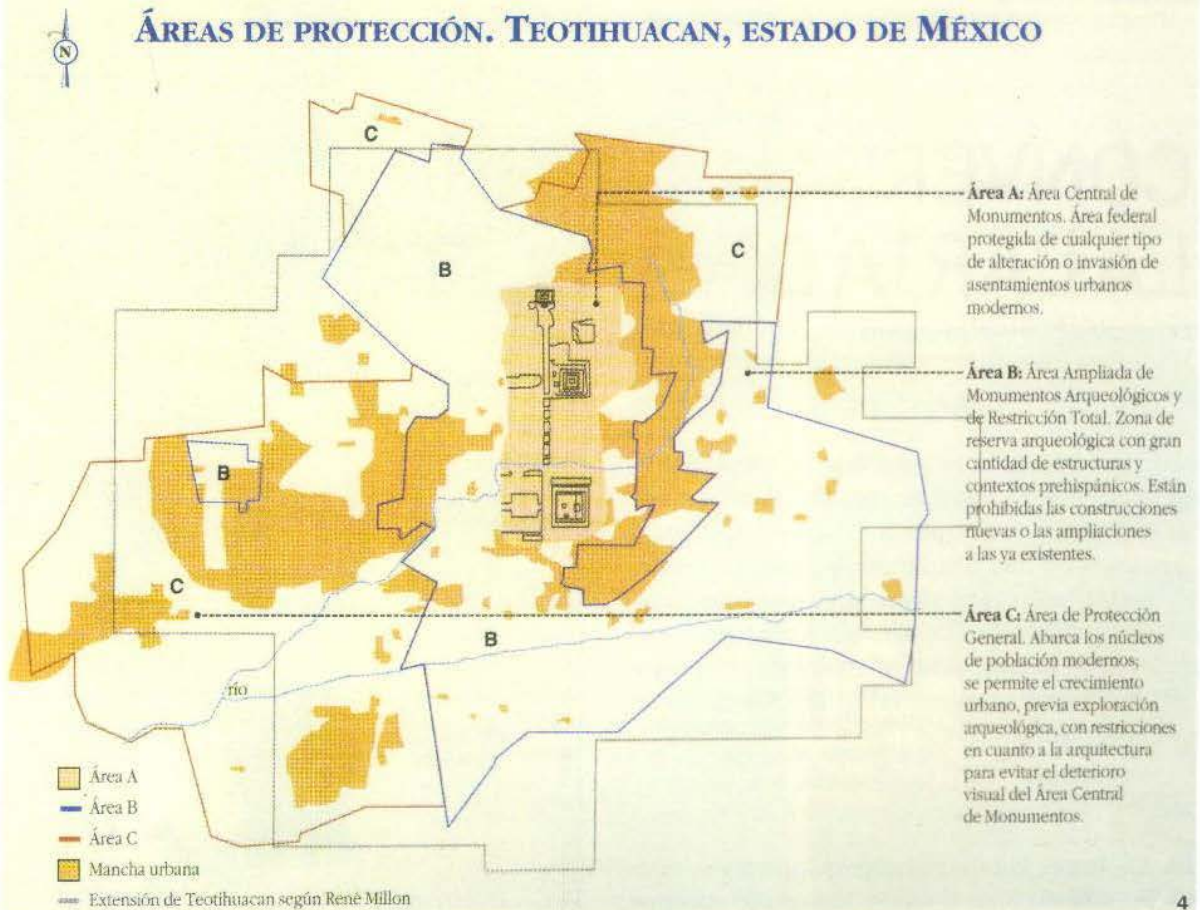 N
ÁREAS DE PROTECCIÓN. TEOTIHUACAN, ESTADO DE MÉXICO
C
B
C
B
C
B
río
Área A: Área Central de
Monumentos. Área federal
protegida de cualquier tipo
de alteración o invasión de
asentamientos urbanos
modernos.
Área B: Área Ampliada de
Monumentos Arqueológicos y
de Restricción Total. Zona de
reserva arqueológica con gran
cantidad de estructuras y
contextos prehispánicos. Están
prohibidas las construcciones
nuevas o las ampliaciones
a las ya existentes.
Área C: Área de Protección
General. Abarca los núcleos
de población modernos;
se permite el crecimiento
urbano, previa exploración
arqueológica, con restricciones
en cuanto a la arquitectura
para evitar el deterioro
visual del Área Central
de Monumentos.
Área A
Área B
Área C
Mancha urbana
Extensión de Teotihuacan según René Millon
4